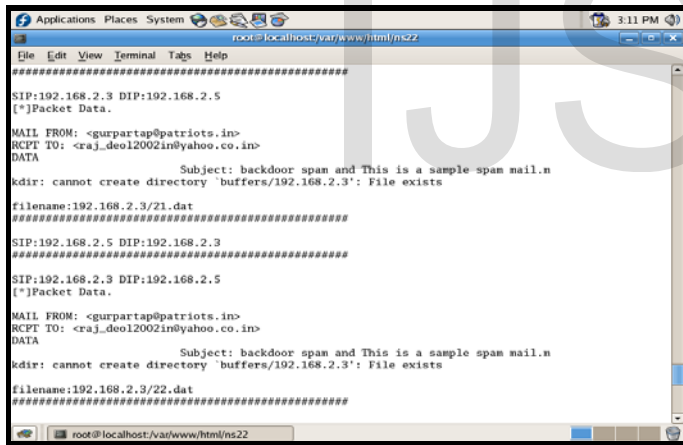 Applications Places System 3:11 PM
root@localhost:/var/www/html/ns22
File Edit View Terminal Tabs Help
##################################################
SIP:192.168.2.3 DIP:192.168.2.5
[*]Packet Data.
MAIL FROM: <gurpartap@patriots.in>
RCPT TO: <raj_deol2002in@yahoo.co.in>
DATA
Subject: backdoor spam and This is a sample spam mail.m
kdir: cannot create directory `buffers/192.168.2.3': File exists
filename:192.168.2.3/21.dat
##################################################
SIP:192.168.2.5 DIP:192.168.2.3
##################################################
SIP:192.168.2.3 DIP:192.168.2.5
[*]Packet Data.
MAIL FROM: <gurpartap@patriots.in>
RCPT TO: <raj_deol2002in@yahoo.co.in>
DATA
Subject: backdoor spam and This is a sample spam mail.m
kdir: cannot create directory `buffers/192.168.2.3': File exists
filename:192.168.2.3/22.dat
##################################################
root@localhost:/var/www/html/ns22
IJS